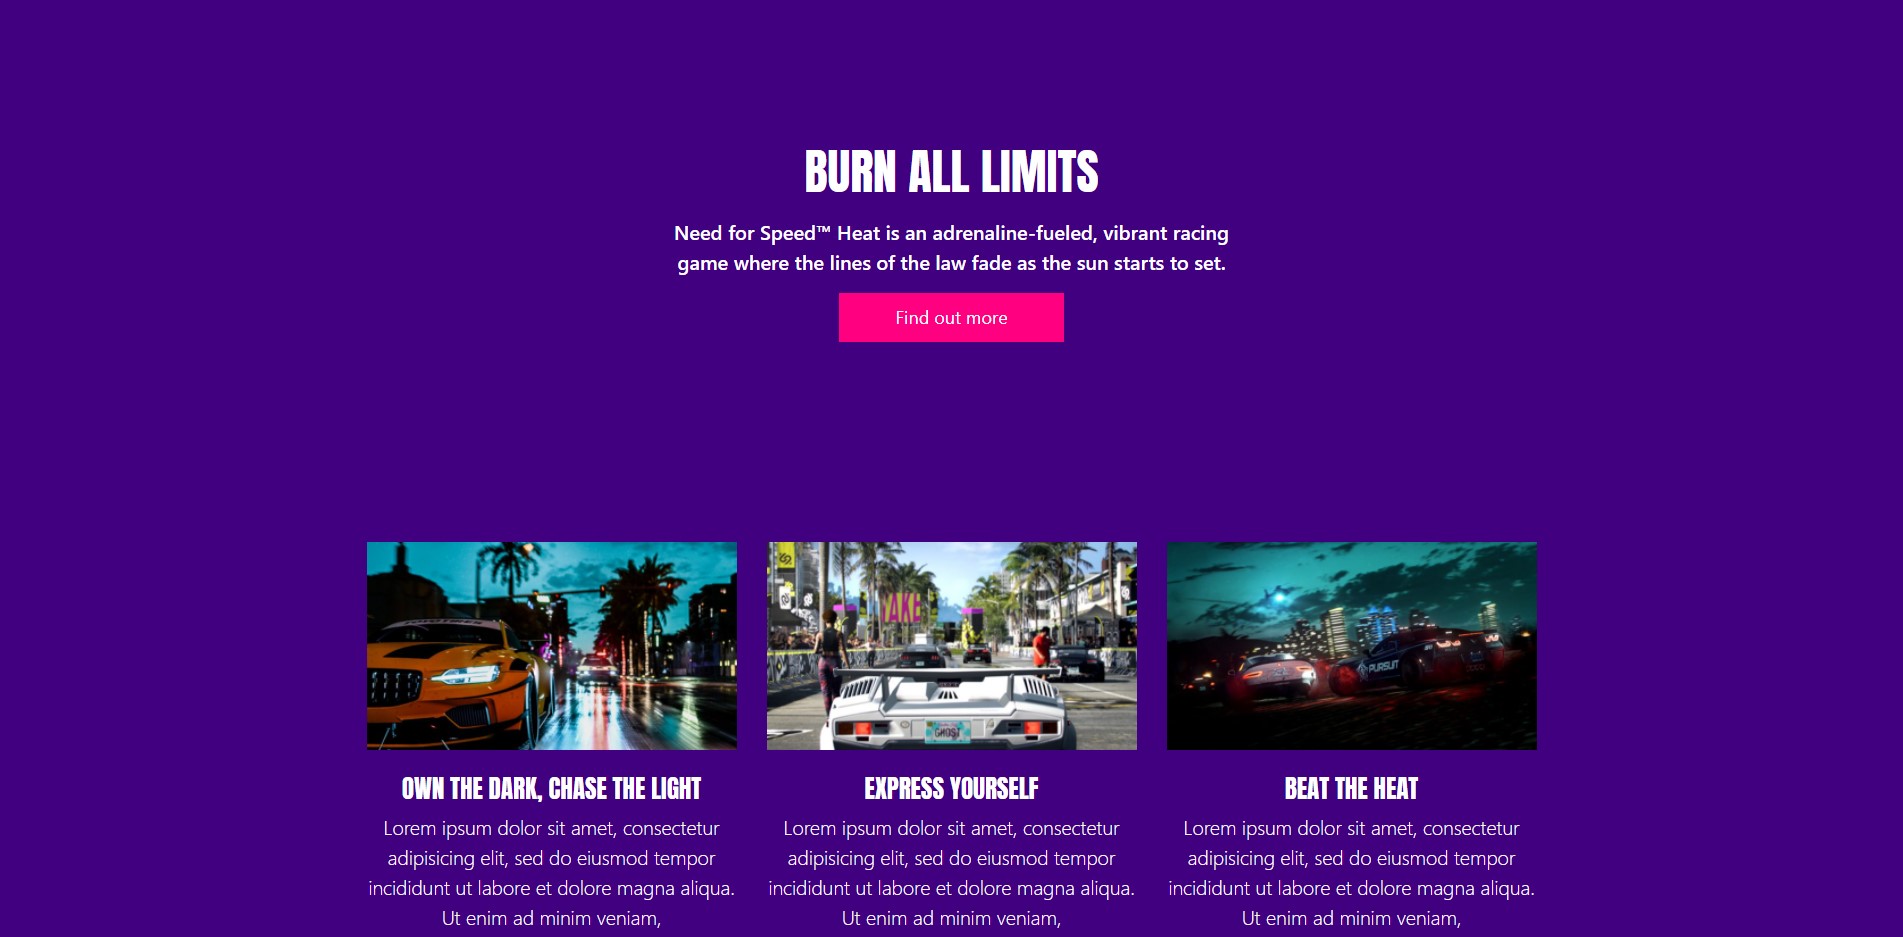 BURN ALL LIMITS
Need for Speed™ Heat is an adrenaline-fueled, vibrant racing
game where the lines of the law fade as the sun starts to set.
Find out more
TAKE
GHOST
PURSUIT
OWN THE DARK, CHASE THE LIGHT
Lorem ipsum dolor sit amet, consectetur
adipisicing elit, sed do eiusmod tempor
incididunt ut labore et dolore magna aliqua.
Ut enim ad minim veniam,
EXPRESS YOURSELF
Lorem ipsum dolor sit amet, consectetur
adipisicing elit, sed do eiusmod tempor
incididunt ut labore et dolore magna aliqua.
Ut enim ad minim veniam,
BEAT THE HEAT
Lorem ipsum dolor sit amet, consectetur
adipisicing elit, sed do eiusmod tempor
incididunt ut labore et dolore magna aliqua.
Ut enim ad minim veniam,